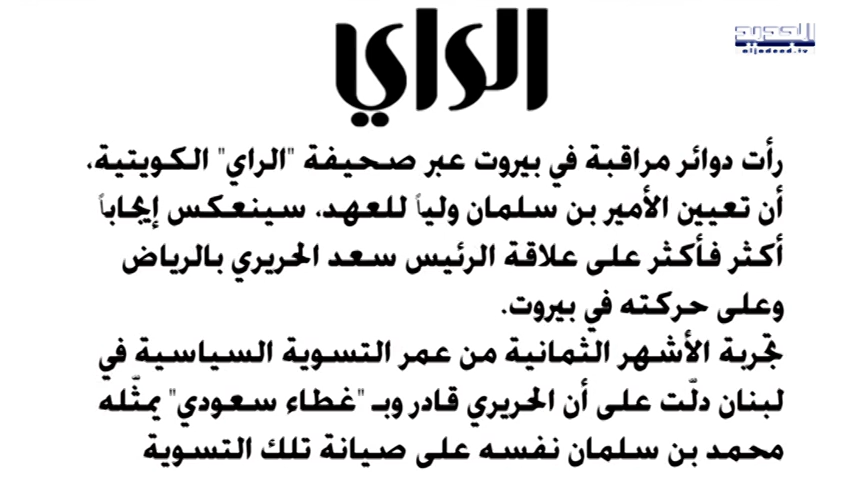 الراي
الجديد
aljadeed.tv
رأت دوائر مراقبة في بيروت عبر صحيفة "الراي" الكويتية،
أن تعيين الأمير بن سلمان ولياً للعهد، سينعكس إيجاباً
أكثر فأكثر على علاقة الرئيس سعد الحريري بالرياض
وعلى حركته في بيروت.
تجربة الأشهر الثمانية من عمر التسوية السياسية في
لبنان دلّت على أن الحريري قادر وبـ "غطاء سعودي" يمثّله
محمد بن سلمان نفسه على صيانة تلك التسوية